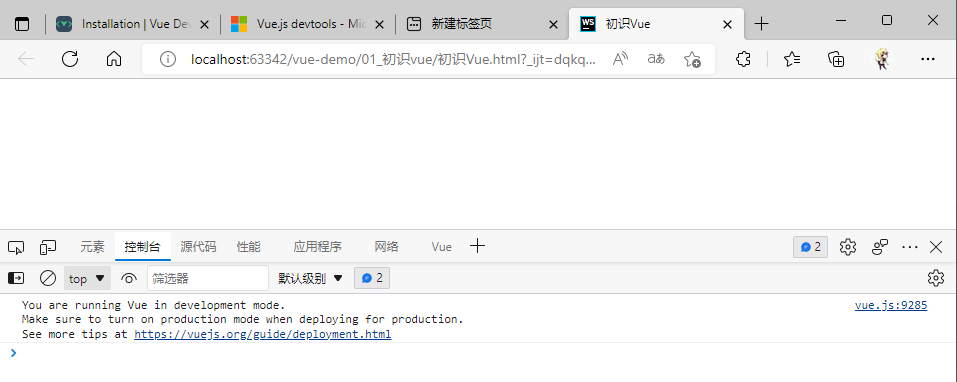 Installation | Vue De
Vue.js devtools - Mic
新建标签页
WS 初识Vue
localhost:63342/vue-demo/01_初识vue/初识Vue.html?_ijt=dqkq...
A
aあ
元素 控制台 源代码 性能 应用程序 网络 Vue 2
top 筛选器 默认级别 2
You are running Vue in development mode. vue.js:9285
Make sure to turn on production mode when deploying for production.
See more tips at https://vuejs.org/guide/deployment.html